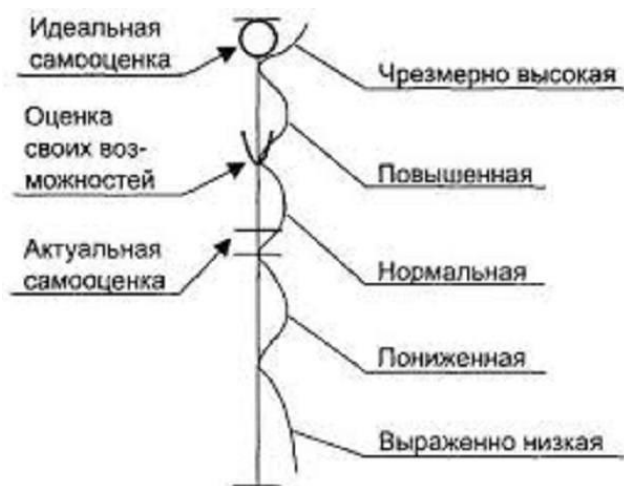 Идеальная
самооценка
Оценка
своих воз-
можностей
Актуальная
самооценка
Чрезмерно высокая
Повышенная
Нормальная
Пониженная
Выраженно низкая